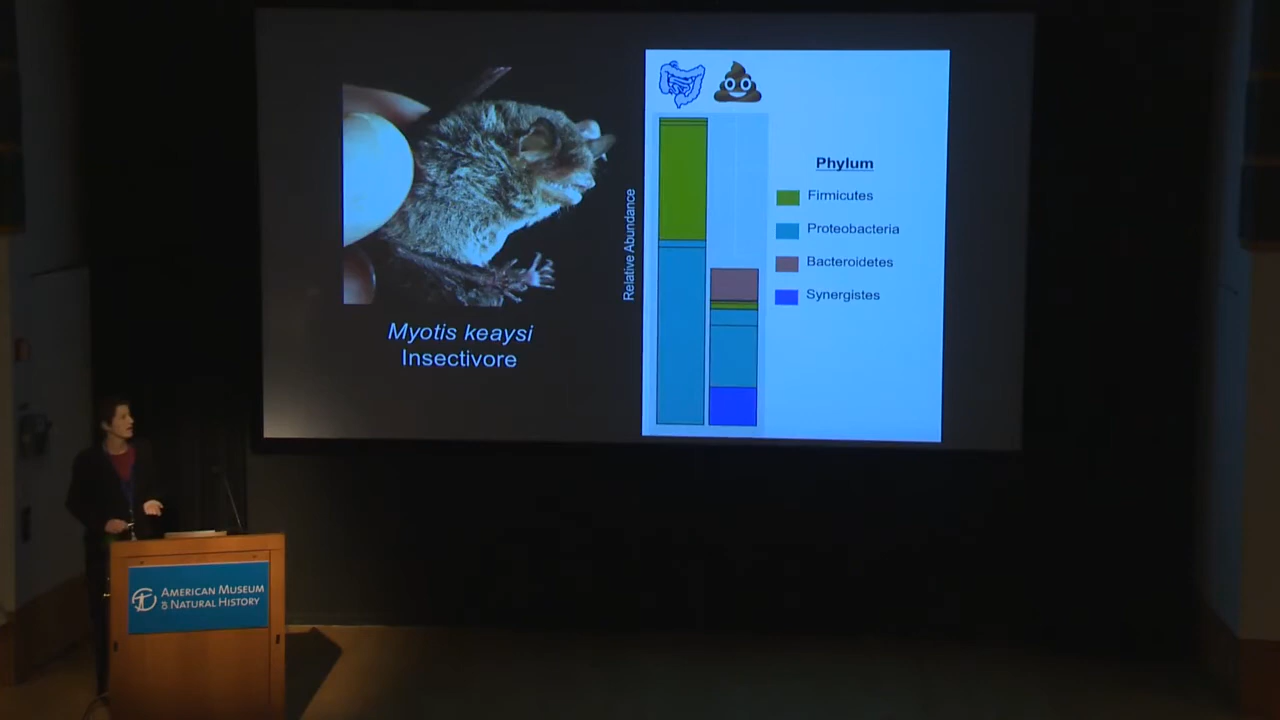 Myotis keaysi
Insectivore
Relative Abundance
Phylum
Firmicutes
Proteobacteria
Bacteroidetes
Synergistes
AMERICAN MUSEUM
& NATURAL HISTORY